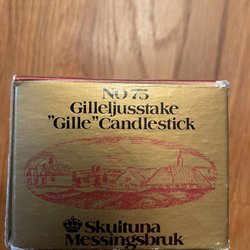 NO 75
Gilleljusstake
"Gille" Candlestick
Skultuna
Messingsbruk